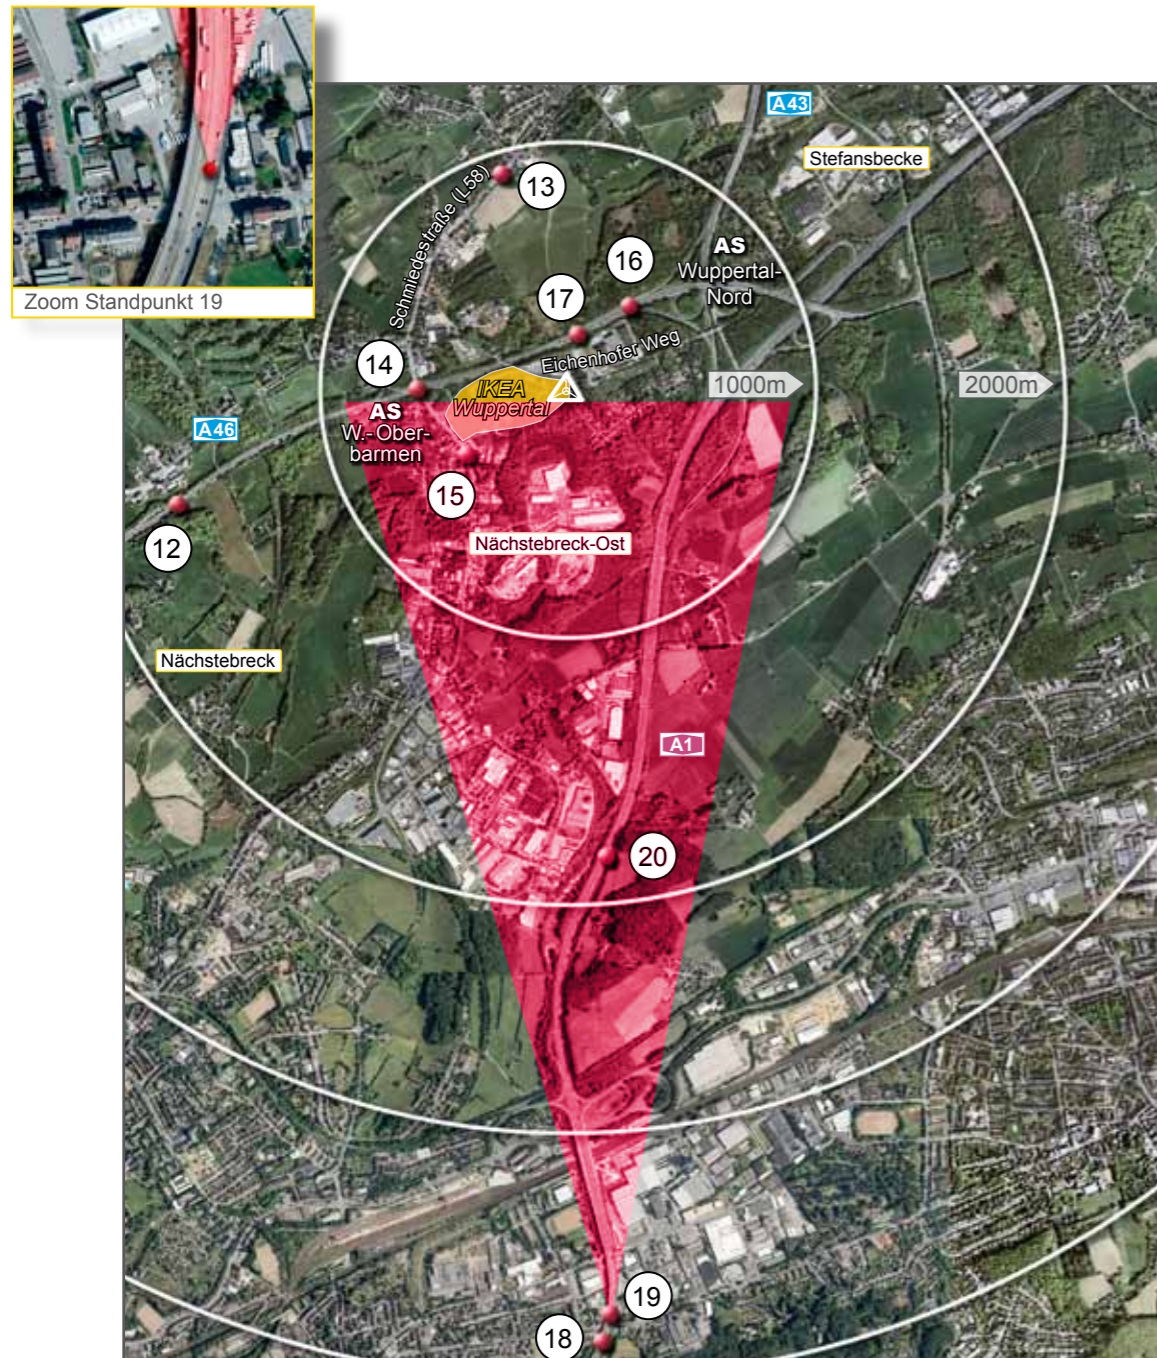 Zoom Standpunkt 19
A43
Stefansbecke
13
Schmiedestraße (L58)
16
AS
Wuppertal-
Nord
17
Eichenhofer Weg
14
IKEA
Wuppertal
1000m
2000m
AS
W.-Ober-
barmen
A46
15
12
Nächstebreck-Ost
Nächstebreck
A1
20
19
18